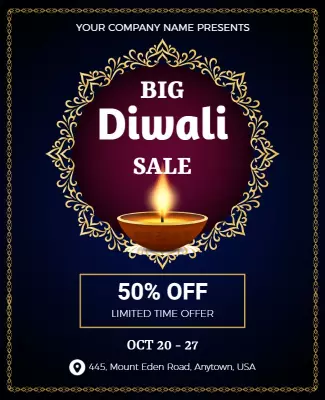 YOUR COMPANY NAME PRESENTS
BIG
Diwali
SALE
50% OFF
LIMITED TIME OFFER
OCT 20 - 27
445, Mount Eden Road, Anytown, USA